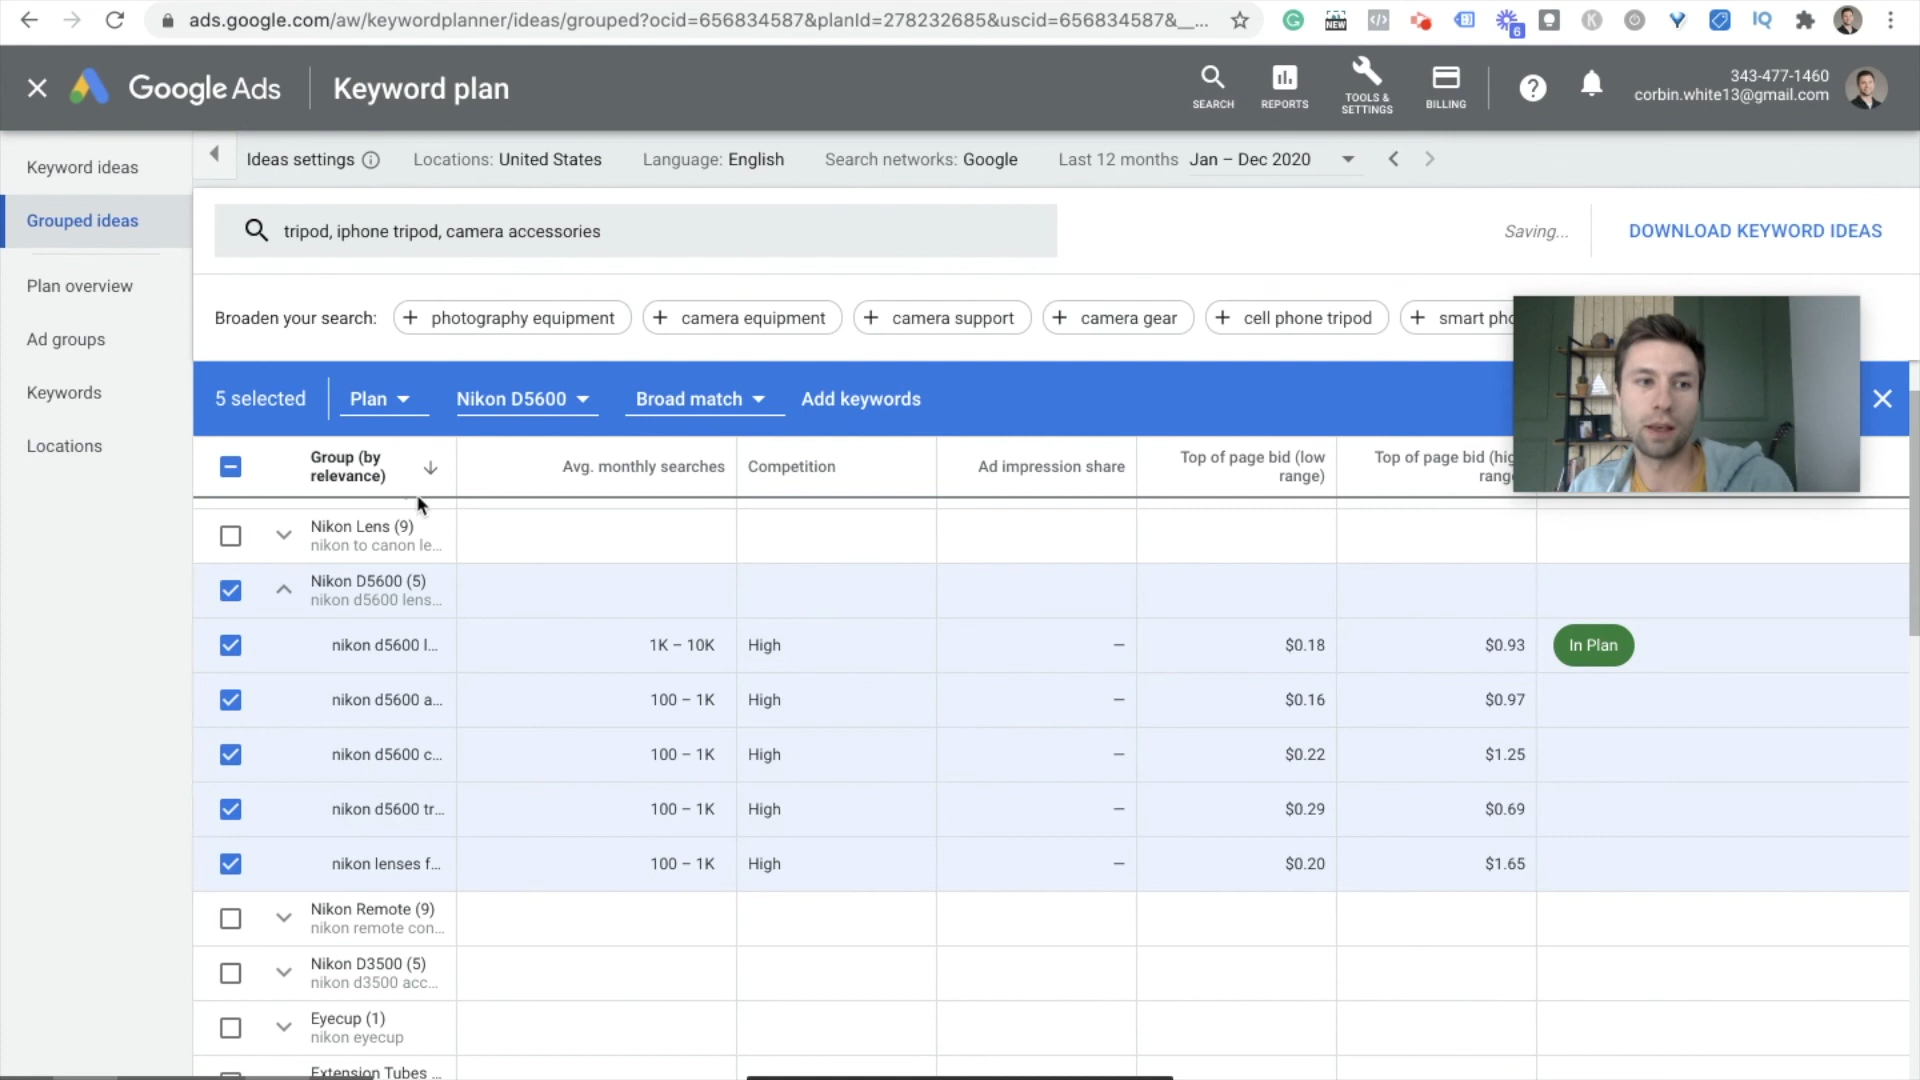 ads.google.com/aw/keywordplanner/ideas/grouped?ocid=656834587&planId=278232685&uscid=656834587&__...
NEW
6
K
IQ
Google Ads
Keyword plan
SEARCH
REPORTS
TOOLS &
SETTINGS
BILLING
343-477-1460
corbin.white13@gmail.com
Keyword ideas
Grouped ideas
Plan overview
Ad groups
Keywords
Locations
Ideas settings
Locations: United States
Language: English
Search networks: Google
Last 12 months Jan – Dec 2020
tripod, iphone tripod, camera accessories
Saving...
DOWNLOAD KEYWORD IDEAS
Broaden your search:
+ photography equipment
+ camera equipment
+ camera support
+ camera gear
+ cell phone tripod
+ smart pho
5 selected
Plan
Nikon D5600
Broad match
Add keywords
Group (by
relevance)
Avg. monthly searches
Competition
Ad impression share
Top of page bid (low
range)
Top of page bid (hig
rang
Nikon Lens (9)
nikon to canon le...
Nikon D5600 (5)
nikon d5600 lens...
nikon d5600 l... 1K – 10K High – $0.18 $0.93 In Plan
nikon d5600 a... 100 – 1K High – $0.16 $0.97
nikon d5600 c... 100 – 1K High – $0.22 $1.25
nikon d5600 tr... 100 – 1K High – $0.29 $0.69
nikon lenses f... 100 – 1K High – $0.20 $1.65
Nikon Remote (9)
nikon remote con...
Nikon D3500 (5)
nikon d3500 acc...
Eyecup (1)
nikon eyecup
Extension Tubes ...